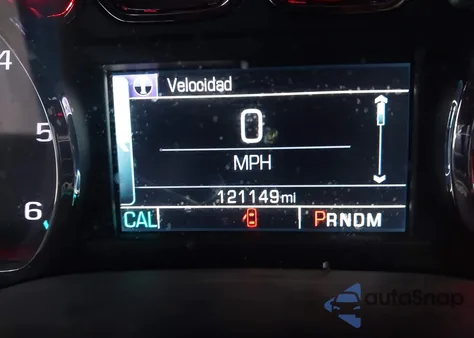 4
5
6
Velocidad
0
MPH
121149mi
CAL
PRNDM
autoSnap